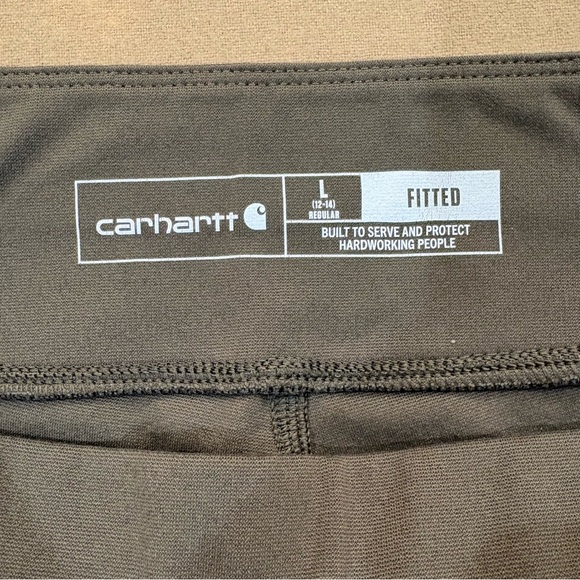 carhartt
L
(12-14)
REGULAR
FITTED
BUILT TO SERVE AND PROTECT
HARDWORKING PEOPLE